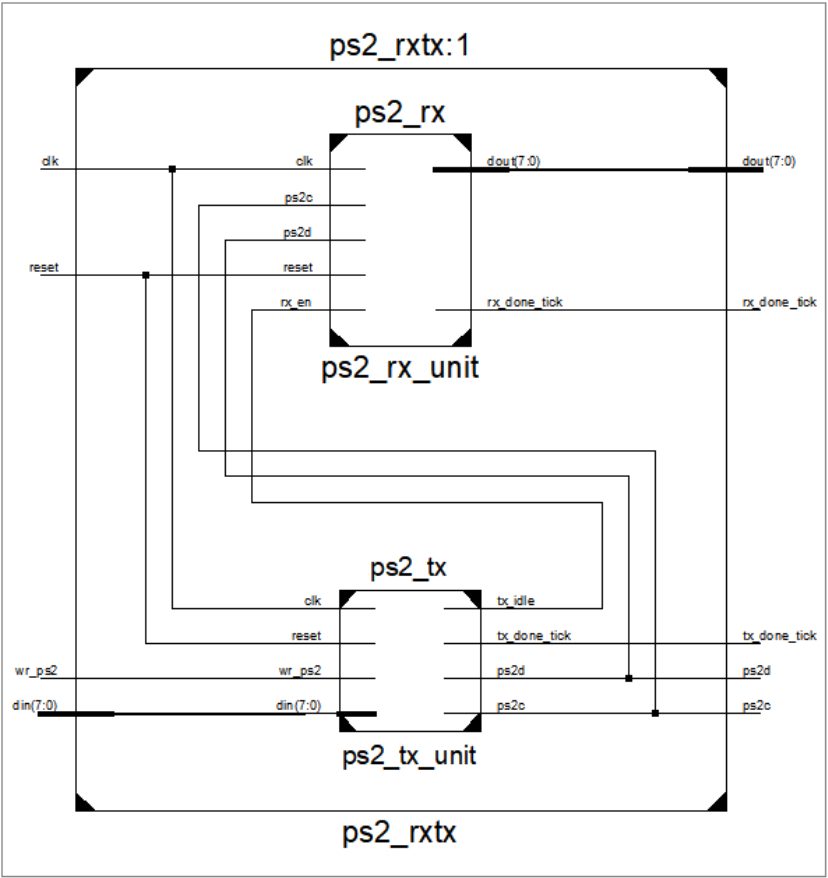 ps2_rxtx:1
ps2_rx
clk clk dout(7:0) dout(7:0)
ps2c
ps2d
reset reset
rx_en rx_done_tick rx_done_tick
ps2_rx_unit
ps2_tx
clk tx_idle
reset tx_done_tick tx_done_tick
wr_ps2 wr_ps2 ps2d ps2d
din(7:0) din(7:0) ps2c ps2c
ps2_tx_unit
ps2_rxtx